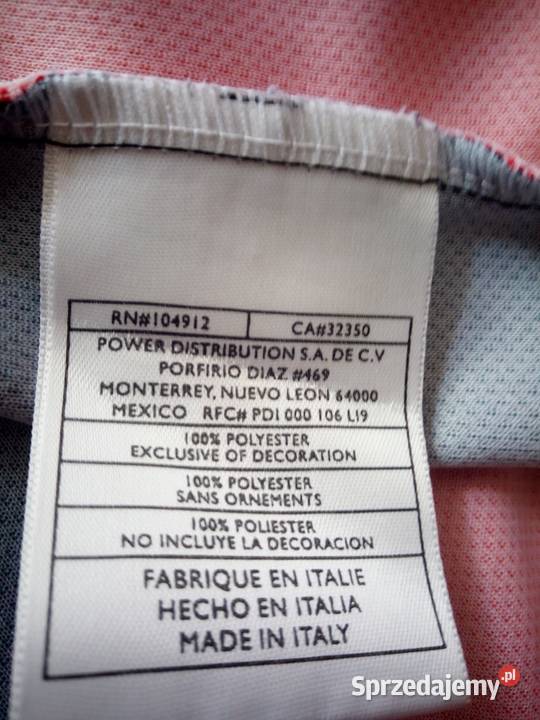 RN#104912 CA#32350
POWER DISTRIBUTION S.A. DE C.V
PORFIRIO DIAZ #469
MONTERREY, NUEVO LEON 64000
MEXICO RFC# PDI 000 106 LJ9
100% POLYESTER
EXCLUSIVE OF DECORATION
100% POLYESTER
SANS ORNEMENTS
100% POLIESTER
NO INCLUYE LA DECORACION
FABRIQUE EN ITALIE
HECHO EN ITALIA
MADE IN ITALY
Sprzedajemy.pl